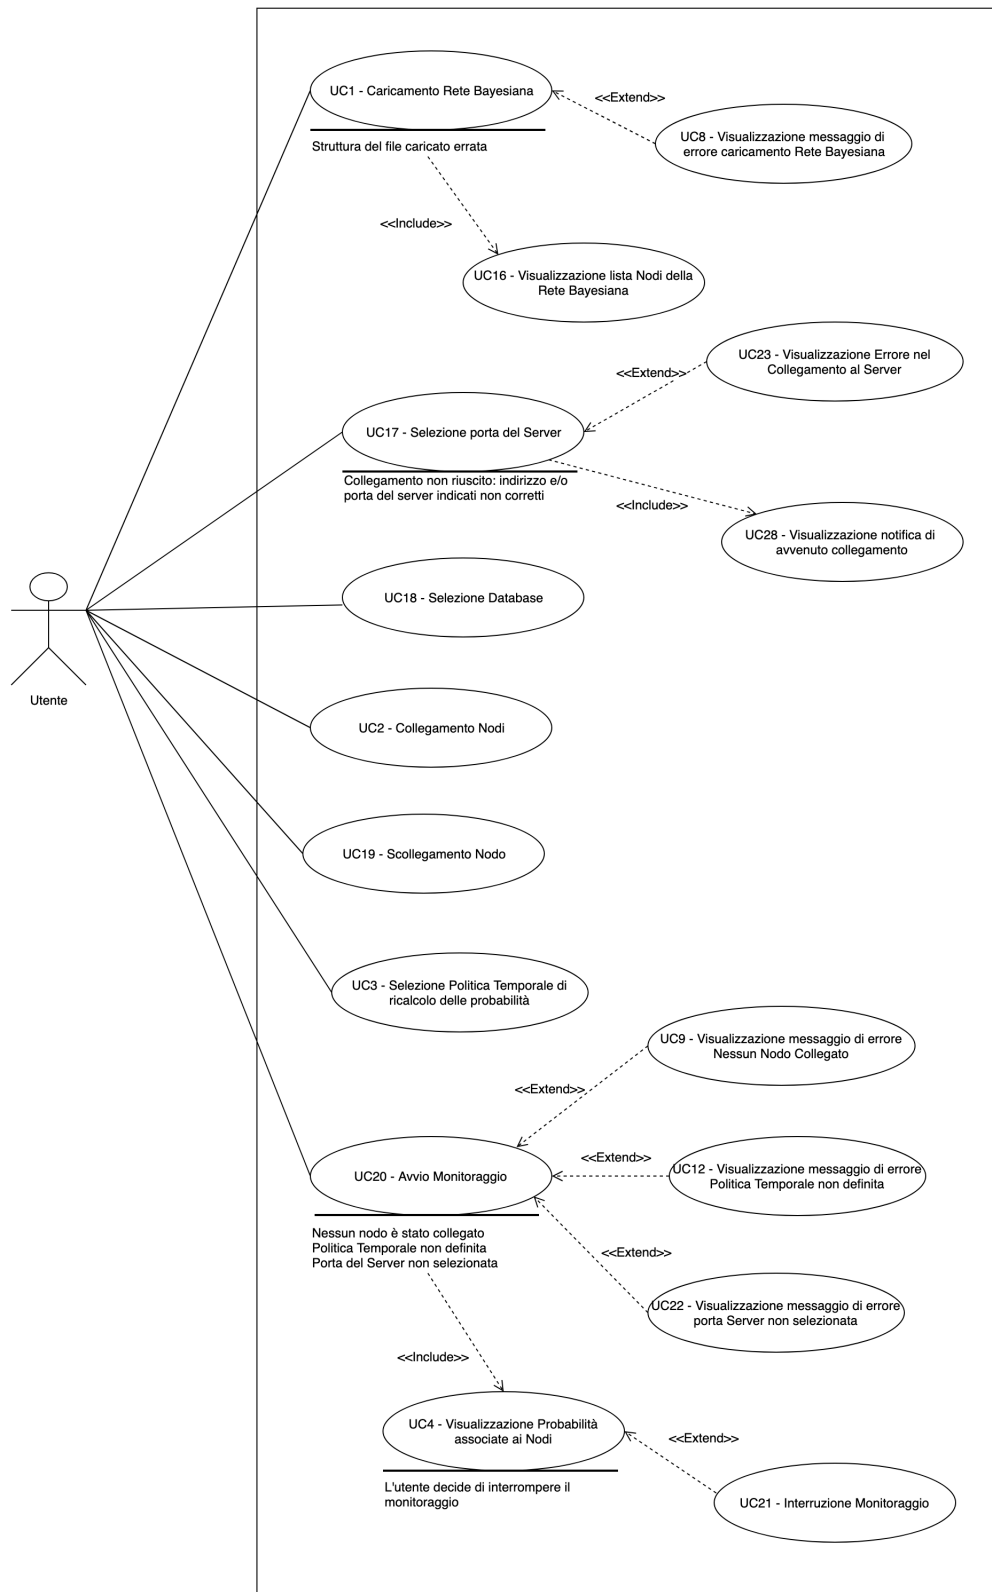 UC1 - Caricamento Rete Bayesiana
<<Extend>>
UC8 - Visualizzazione messaggio di
errore caricamento Rete Bayesiana
Struttura del file caricato errata
<<Include>>
UC16 - Visualizzazione lista Nodi della
Rete Bayesiana
UC23 - Visualizzazione Errore nel
Collegamento al Server
<<Extend>>
UC17 - Selezione porta del Server
Collegamento non riuscito: indirizzo e/o
porta del server indicati non corretti
<<Include>>
UC28 - Visualizzazione notifica di
avvenuto collegamento
UC18 - Selezione Database
Utente
UC2 - Collegamento Nodi
UC19 - Scollegamento Nodo
UC3 - Selezione Politica Temporale di
ricalcolo delle probabilità
UC9 - Visualizzazione messaggio di errore
Nessun Nodo Collegato
<<Extend>>
UC20 - Avvio Monitoraggio
<<Extend>>
UC12 - Visualizzazione messaggio di errore
Politica Temporale non definita
Nessun nodo è stato collegato
Politica Temporale non definita
Porta del Server non selezionata
<<Extend>>
UC22 - Visualizzazione messaggio di errore
porta Server non selezionata
<<Include>>
UC4 - Visualizzazione Probabilità
associate ai Nodi
<<Extend>>
L'utente decide di interrompere il
monitoraggio
UC21 - Interruzione Monitoraggio